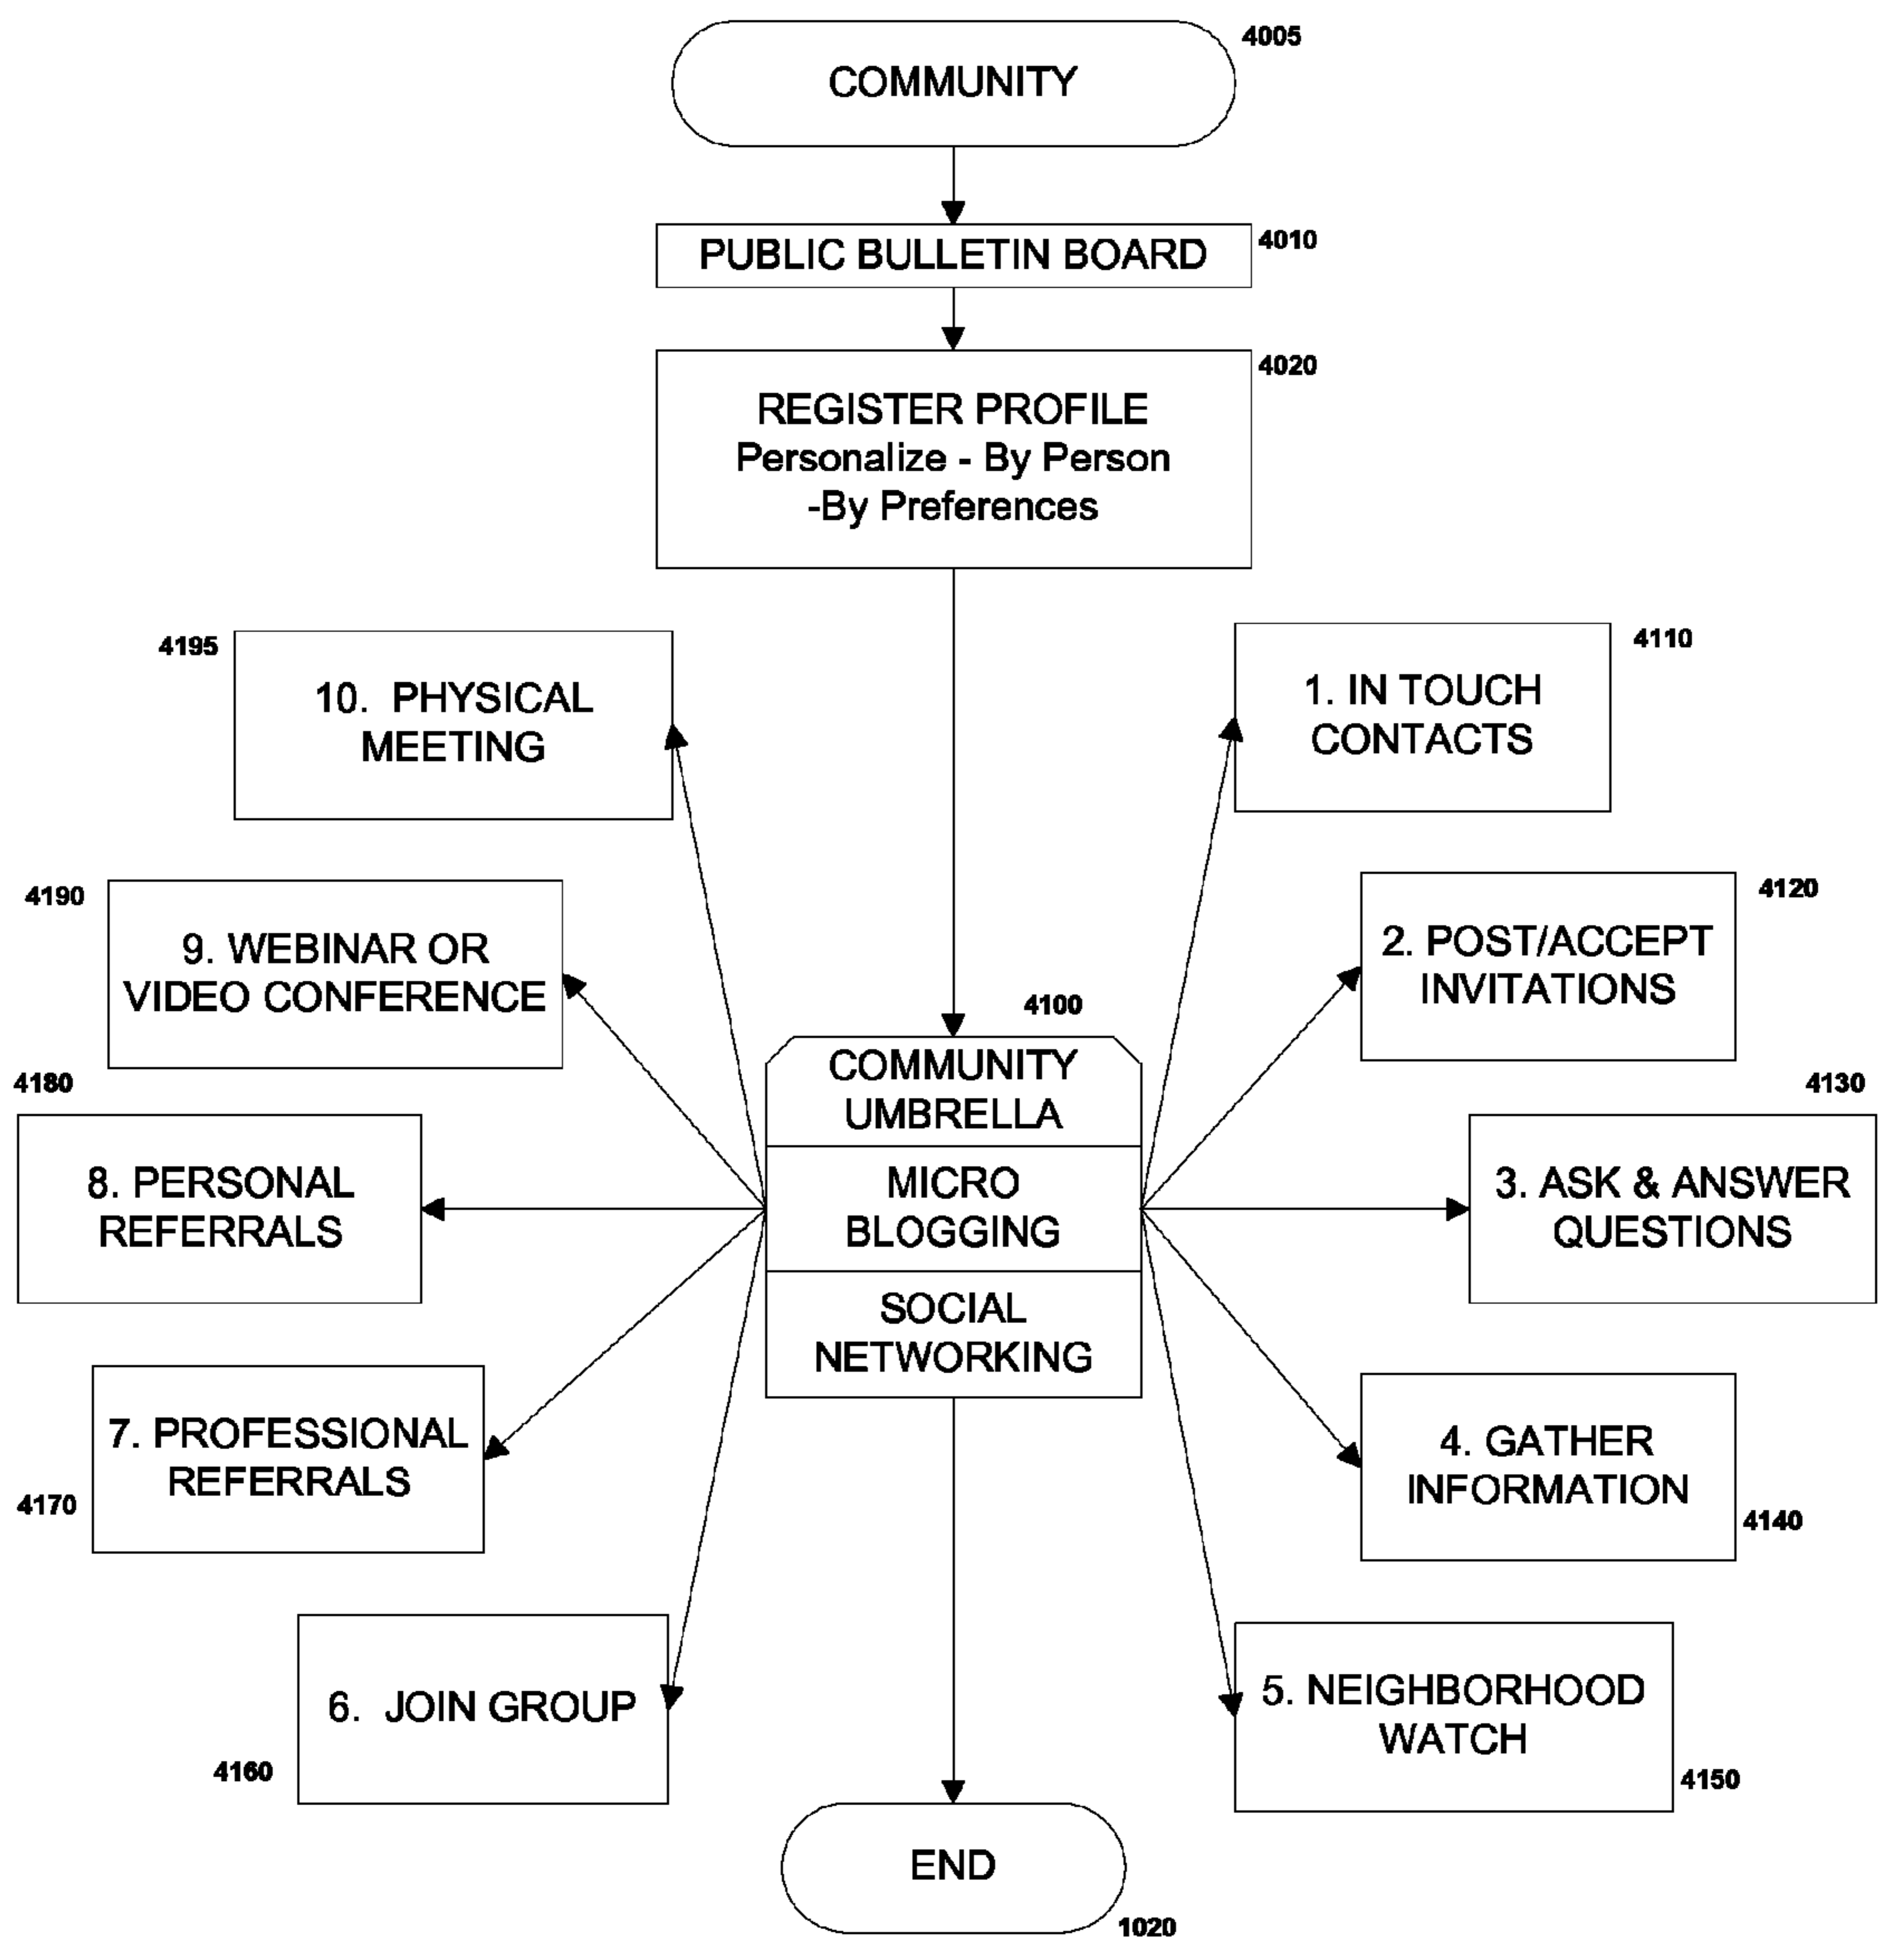 4005
COMMUNITY
PUBLIC BULLETIN BOARD
4010
4020
REGISTER PROFILE
Personalize - By Person
-By Preferences
4195
10. PHYSICAL
MEETING
4110
1. IN TOUCH
CONTACTS
4190
9. WEBINAR OR
VIDEO CONFERENCE
4120
2. POST/ACCEPT
INVITATIONS
4100
COMMUNITY
UMBRELLA
MICRO
BLOGGING
SOCIAL
NETWORKING
4180
8. PERSONAL
REFERRALS
4130
3. ASK & ANSWER
QUESTIONS
7. PROFESSIONAL
REFERRALS
4170
4. GATHER
INFORMATION
4140
6. JOIN GROUP
4160
5. NEIGHBORHOOD
WATCH
4150
END
1020